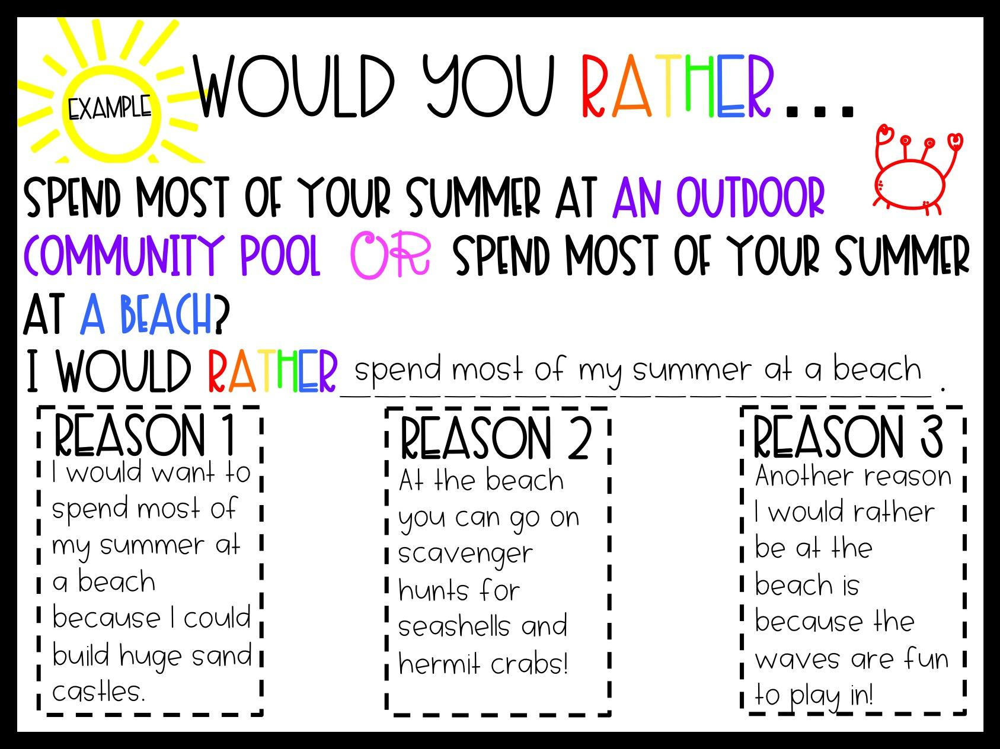 EXAMPLE
WOULD YOU RATHER...
SPEND MOST OF YOUR SUMMER AT AN OUTDOOR
COMMUNITY POOL OR SPEND MOST OF YOUR SUMMER
AT A BEACH?
I WOULD RATHER spend most of my summer at a beach.
REASON 1
I would want to
spend most of
my summer at
a beach
because I could
build huge sand
castles.
REASON 2
At the beach
you can go on
scavenger
hunts for
seashells and
hermit crabs!
REASON 3
Another reason
I would rather
be at the
beach is
because the
waves are fun
to play in!